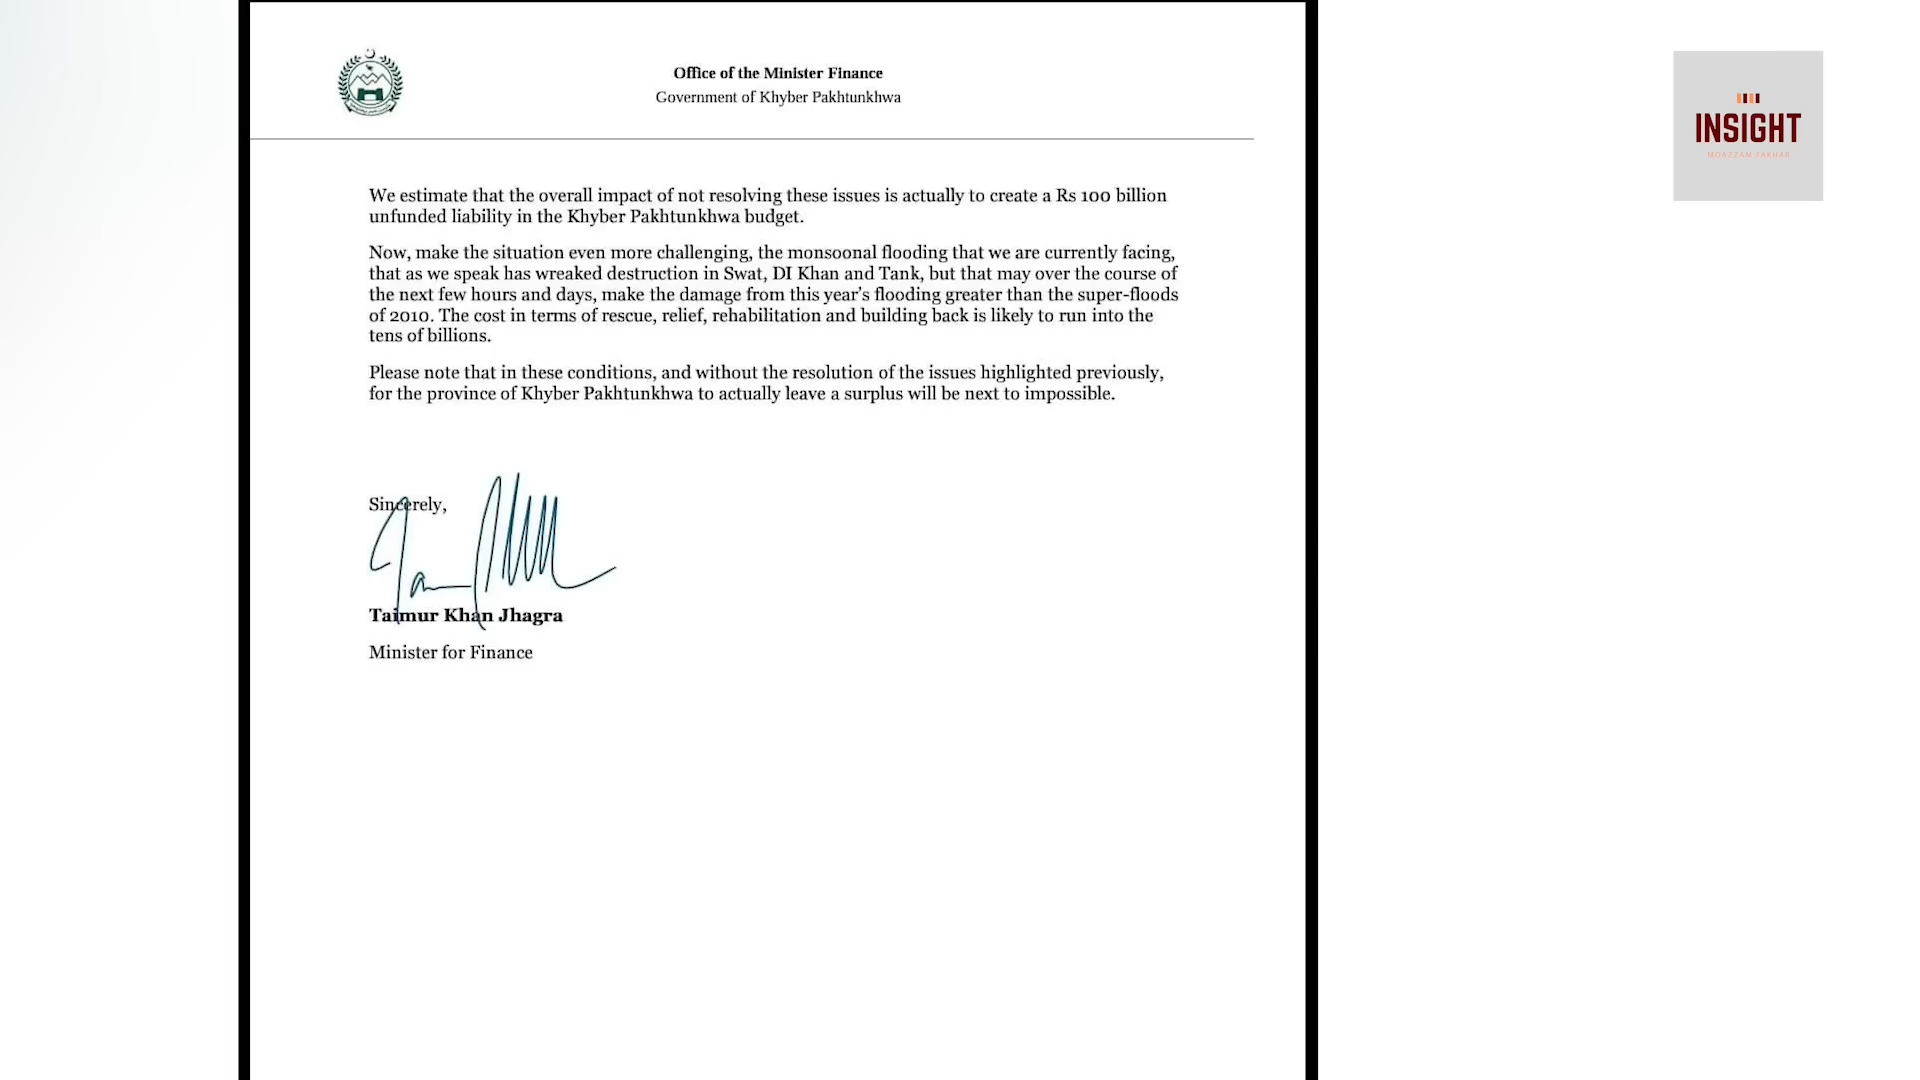 Office of the Minister Finance
Government of Khyber Pakhtunkhwa
INSIGHT
MOAZZAM FAKHAR
We estimate that the overall impact of not resolving these issues is actually to create a Rs 100 billion
unfunded liability in the Khyber Pakhtunkhwa budget.
Now, make the situation even more challenging, the monsoonal flooding that we are currently facing,
that as we speak has wreaked destruction in Swat, DI Khan and Tank, but that may over the course of
the next few hours and days, make the damage from this year’s flooding greater than the super-floods
of 2010. The cost in terms of rescue, relief, rehabilitation and building back is likely to run into the
tens of billions.
Please note that in these conditions, and without the resolution of the issues highlighted previously,
for the province of Khyber Pakhtunkhwa to actually leave a surplus will be next to impossible.
Sincerely,
Taimur Khan Jhagra
Minister for Finance